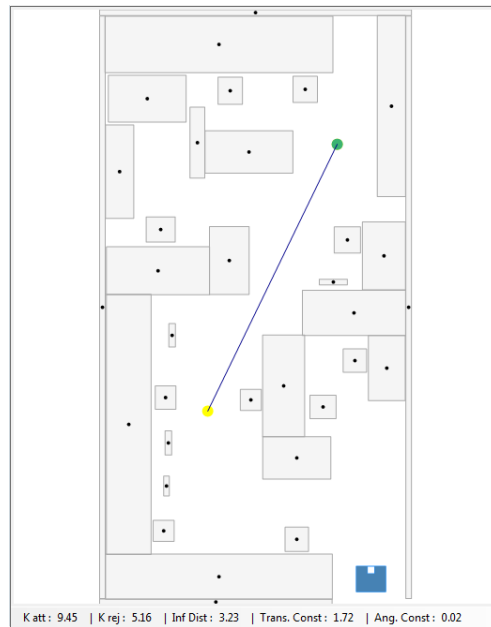 K att : 9.45 | K rej : 5.16 | Inf Dist : 3.23 | Trans. Const : 1.72 | Ang. Const : 0.02